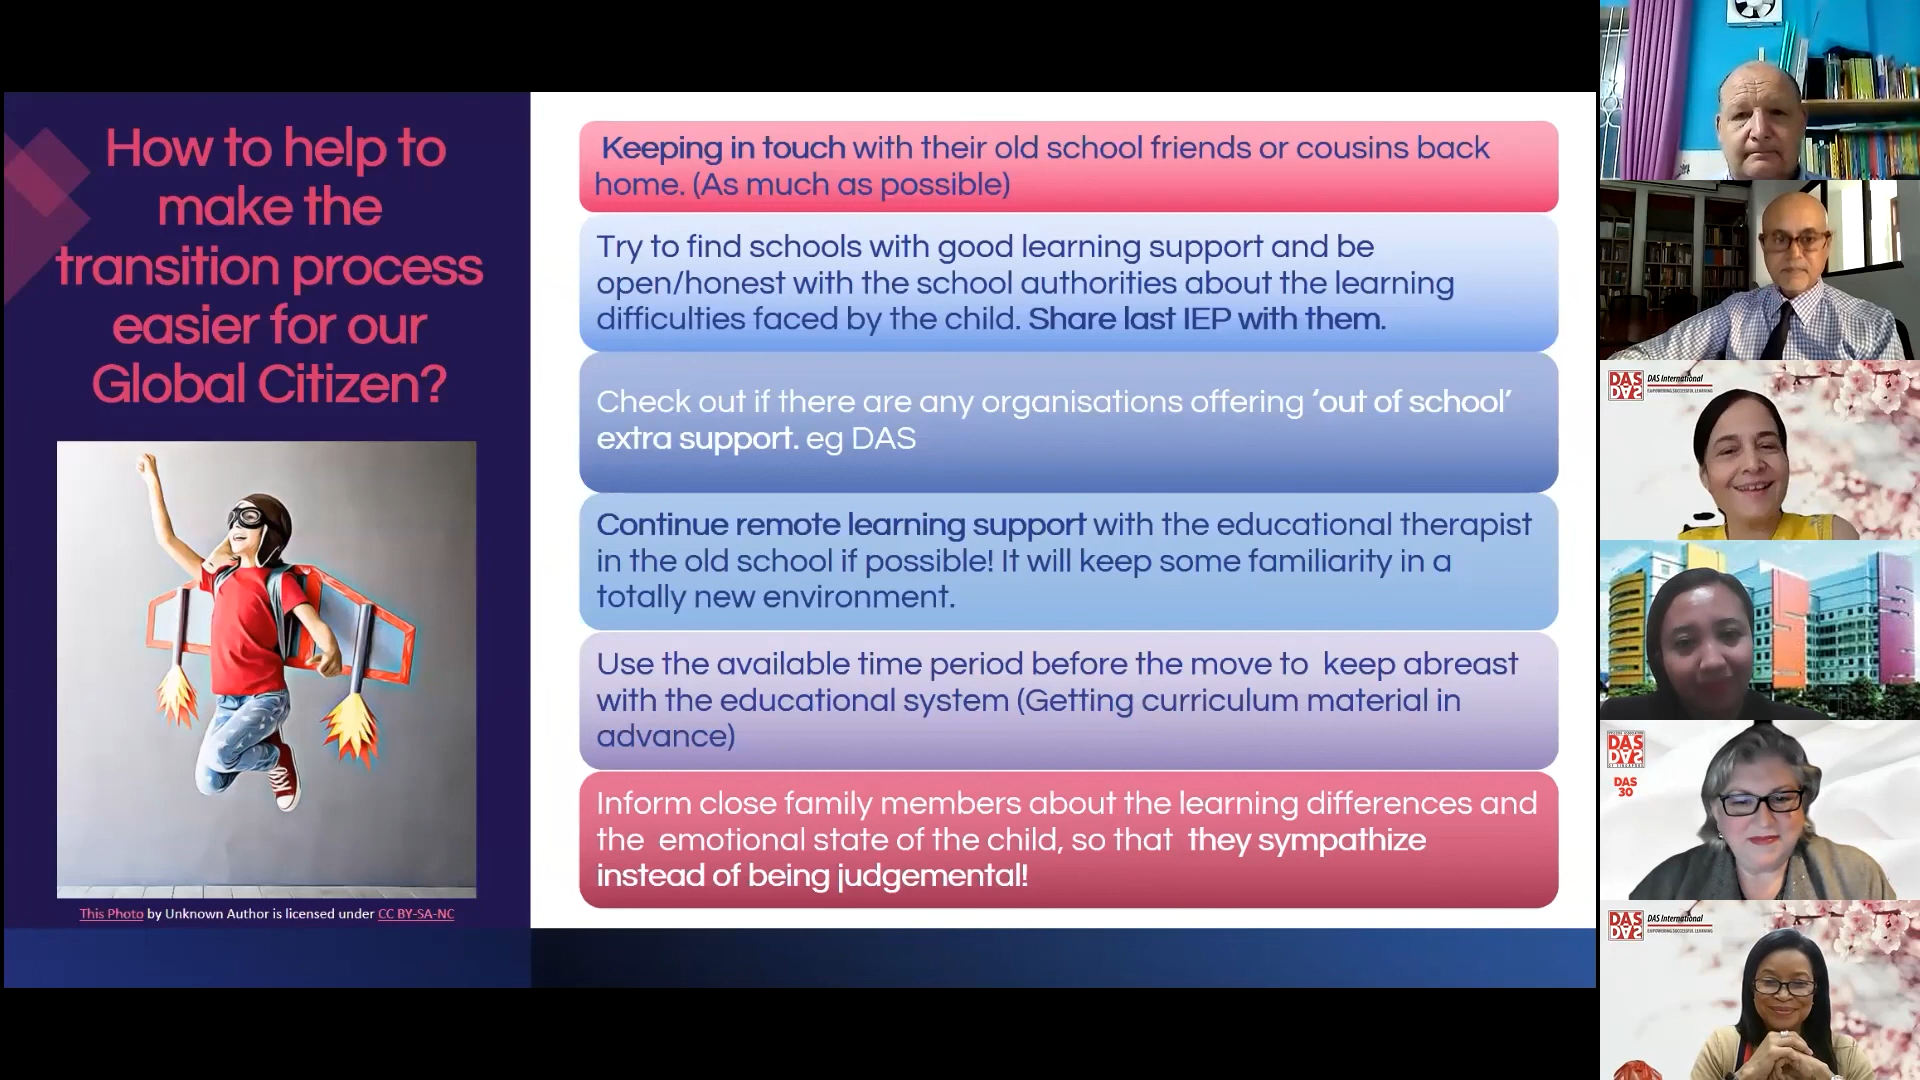 How to help to
make the
transition process
easier for our
Global Citizen?
This Photo by Unknown Author is licensed under CC BY-SA-NC
Keeping in touch with their old school friends or cousins back
home. (As much as possible)
Try to find schools with good learning support and be
open/honest with the school authorities about the learning
difficulties faced by the child. Share last IEP with them.
Check out if there are any organisations offering ‘out of school’
extra support. eg DAS
Continue remote learning support with the educational therapist
in the old school if possible! It will keep some familiarity in a
totally new environment.
Use the available time period before the move to keep abreast
with the educational system (Getting curriculum material in
advance)
Inform close family members about the learning differences and
the emotional state of the child, so that they sympathize
instead of being judgemental!
DAS
DAS International
EMPOWERING SUCCESSFUL LEARNING
DAS
DAS
30
DAS
DAS International
EMPOWERING SUCCESSFUL LEARNING